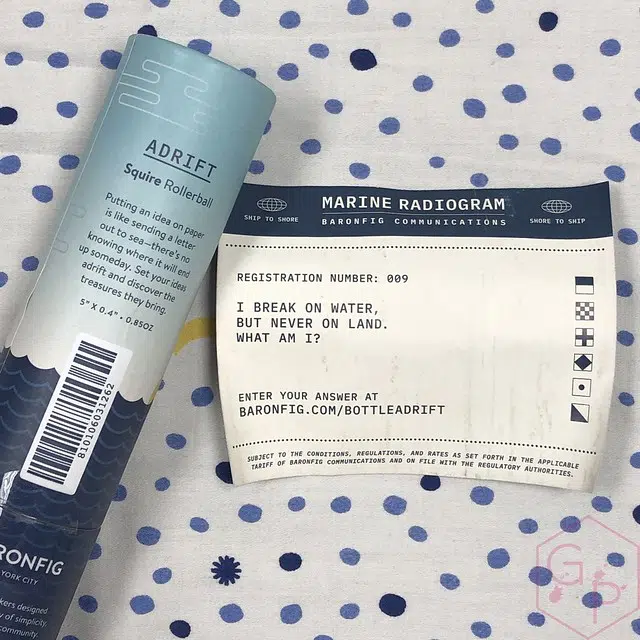 ADRIFT
Squire Rollerball
Putting an idea on paper
is like sending a letter
out to sea—there's no
knowing where it will end
up someday. Set your ideas
adrift and discover the
treasures they bring.
5" X 0.4" • 0.85OZ
810106031262
RONFIG
YORK CITY
kers designed
y of simplicity,
community.
MARINE RADIOGRAM
SHIP TO SHORE
BARONFIG COMMUNICATIONS
SHORE TO SHIP
REGISTRATION NUMBER: 009
I BREAK ON WATER,
BUT NEVER ON LAND.
WHAT AM I?
ENTER YOUR ANSWER AT
BARONFIG.COM/BOTTLEADRIFT
SUBJECT TO THE CONDITIONS, REGULATIONS, AND RATES AS SET FORTH IN THE APPLICABLE
TARIFF OF BARONFIG COMMUNICATIONS AND ON FILE WITH THE REGULATORY AUTHORITIES.
GP